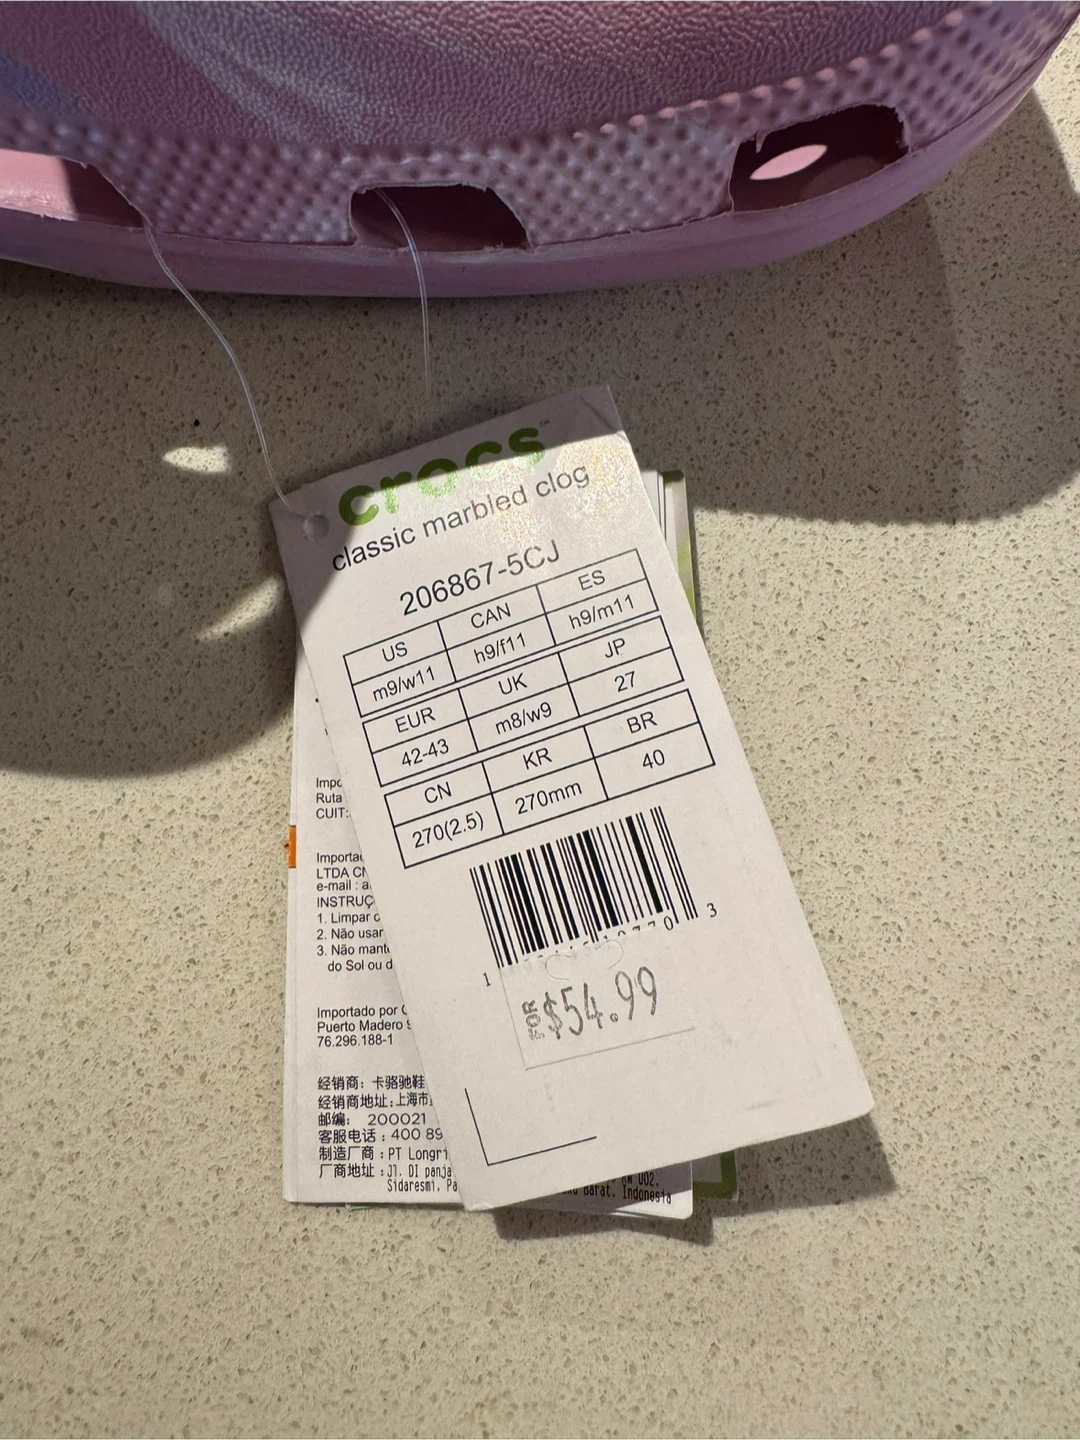 crocs™
classic marbled clog
206867-5CJ
US CAN ES
m9/w11 h9/f11 h9/m11
EUR UK JP
42-43 m8/w9 27
CN KR BR
270(2.5) 270mm 40
1 3
FOR $54.99
Ruta
CUIT:
LTDA
e-mail : a
INSTRUÇ
1. Limpar
2. Não usar
3. Não
do Sol ou d
Importado por
Puerto Madero
76.296.188-1
经销商: 卡骆驰鞋
经销商地址:上海市
邮编: 200021
客服电话 : 400 89
制造厂商 : PT Longri
厂商地址 : Jl. DI panja
Sidaresmi, Pa Barat, Indonesia